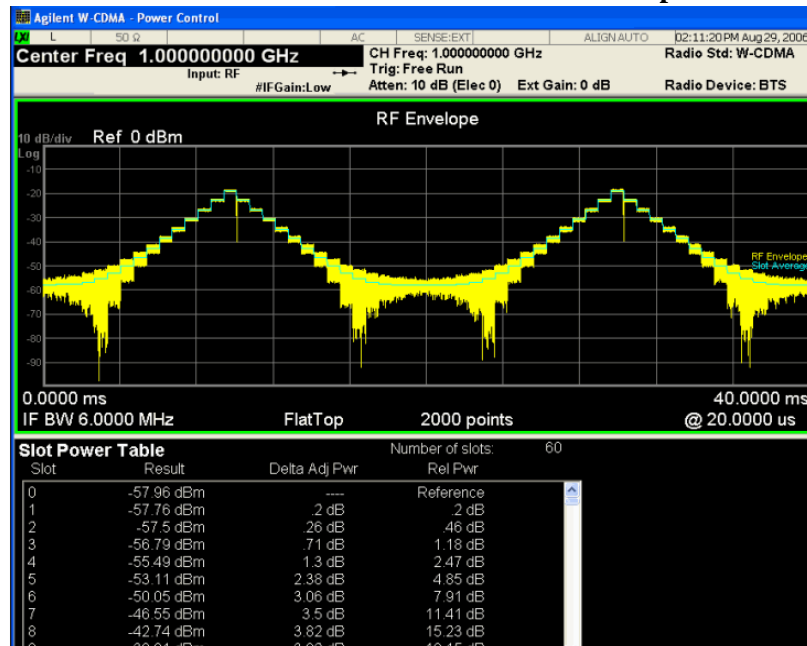 Agilent W-CDMA - Power Control
LXI L 50 Ω AC SENSE:EXT ALIGN AUTO 02:11:20 PM Aug 29, 2006
Center Freq 1.000000000 GHz CH Freq: 1.000000000 GHz Radio Std: W-CDMA
Input: RF Trig: Free Run
#IFGain:Low Atten: 10 dB (Elec 0) Ext Gain: 0 dB Radio Device: BTS
RF Envelope
10 dB/div Ref 0 dBm
Log
-10
-20
-30
-40
-50
RF Envelope
Slot Average
-60
-70
-80
-90
0.0000 ms 40.0000 ms
IF BW 6.0000 MHz FlatTop 2000 points @ 20.0000 us
Slot Power Table Number of slots: 60
Slot Result Delta Adj Pwr Rel Pwr
0 -57.96 dBm ---- Reference
1 -57.76 dBm .2 dB .2 dB
2 -57.5 dBm .26 dB .46 dB
3 -56.79 dBm .71 dB 1.18 dB
4 -55.49 dBm 1.3 dB 2.47 dB
5 -53.11 dBm 2.38 dB 4.85 dB
6 -50.05 dBm 3.06 dB 7.91 dB
7 -46.55 dBm 3.5 dB 11.41 dB
8 -42.74 dBm 3.82 dB 15.23 dB